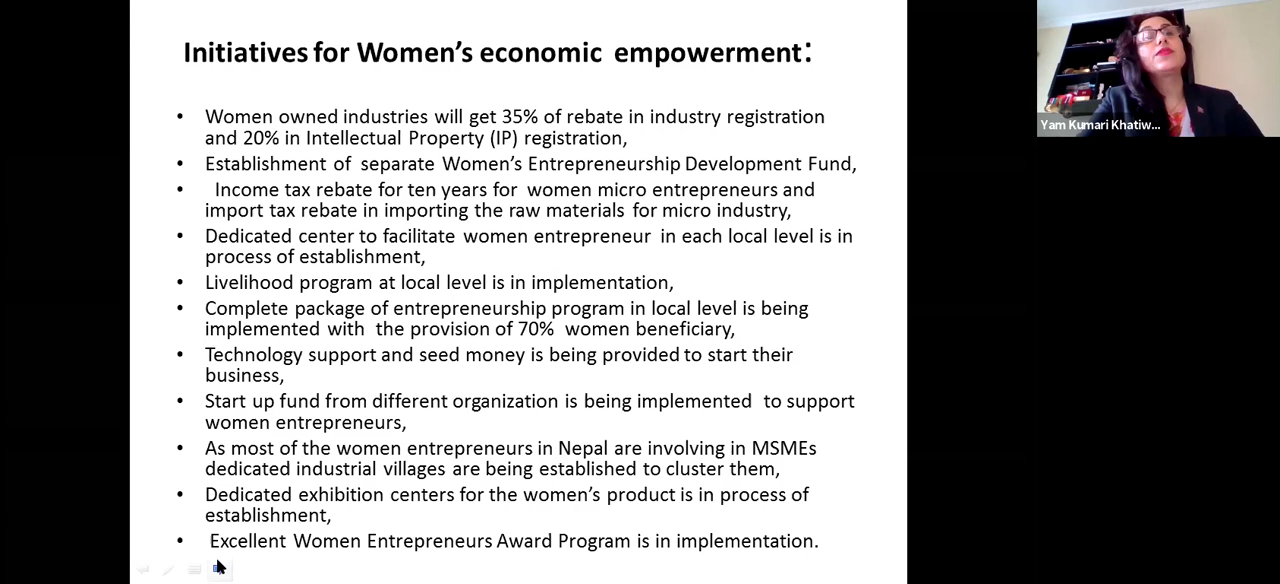 Initiatives for Women's economic empowerment:
Yam Kumari Khatiw...
• Women owned industries will get 35% of rebate in industry registration
and 20% in Intellectual Property (IP) registration,
• Establishment of separate Women's Entrepreneurship Development Fund,
• Income tax rebate for ten years for women micro entrepreneurs and
import tax rebate in importing the raw materials for micro industry,
• Dedicated center to facilitate women entrepreneur in each local level is in
process of establishment,
• Livelihood program at local level is in implementation,
• Complete package of entrepreneurship program in local level is being
implemented with the provision of 70% women beneficiary,
• Technology support and seed money is being provided to start their
business,
• Start up fund from different organization is being implemented to support
women entrepreneurs,
• As most of the women entrepreneurs in Nepal are involving in MSMEs
dedicated industrial villages are being established to cluster them,
• Dedicated exhibition centers for the women's product is in process of
establishment,
• Excellent Women Entrepreneurs Award Program is in implementation.